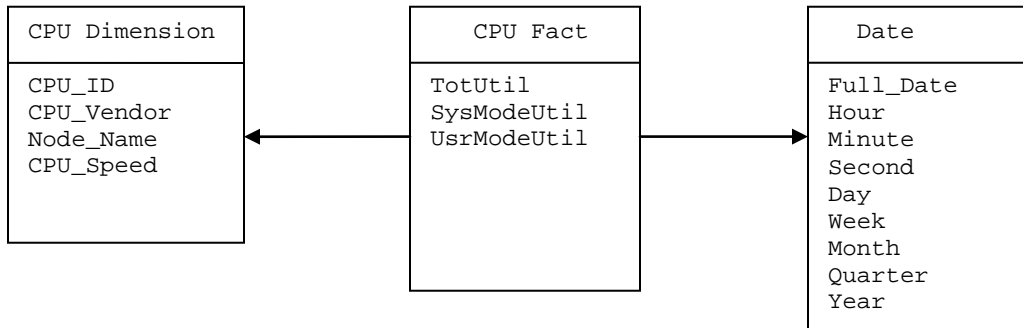 CPU Dimension
CPU_ID
CPU_Vendor
Node_Name
CPU_Speed
CPU Fact
TotUtil
SysModeUtil
UsrModeUtil
Date
Full_Date
Hour
Minute
Second
Day
Week
Month
Quarter
Year